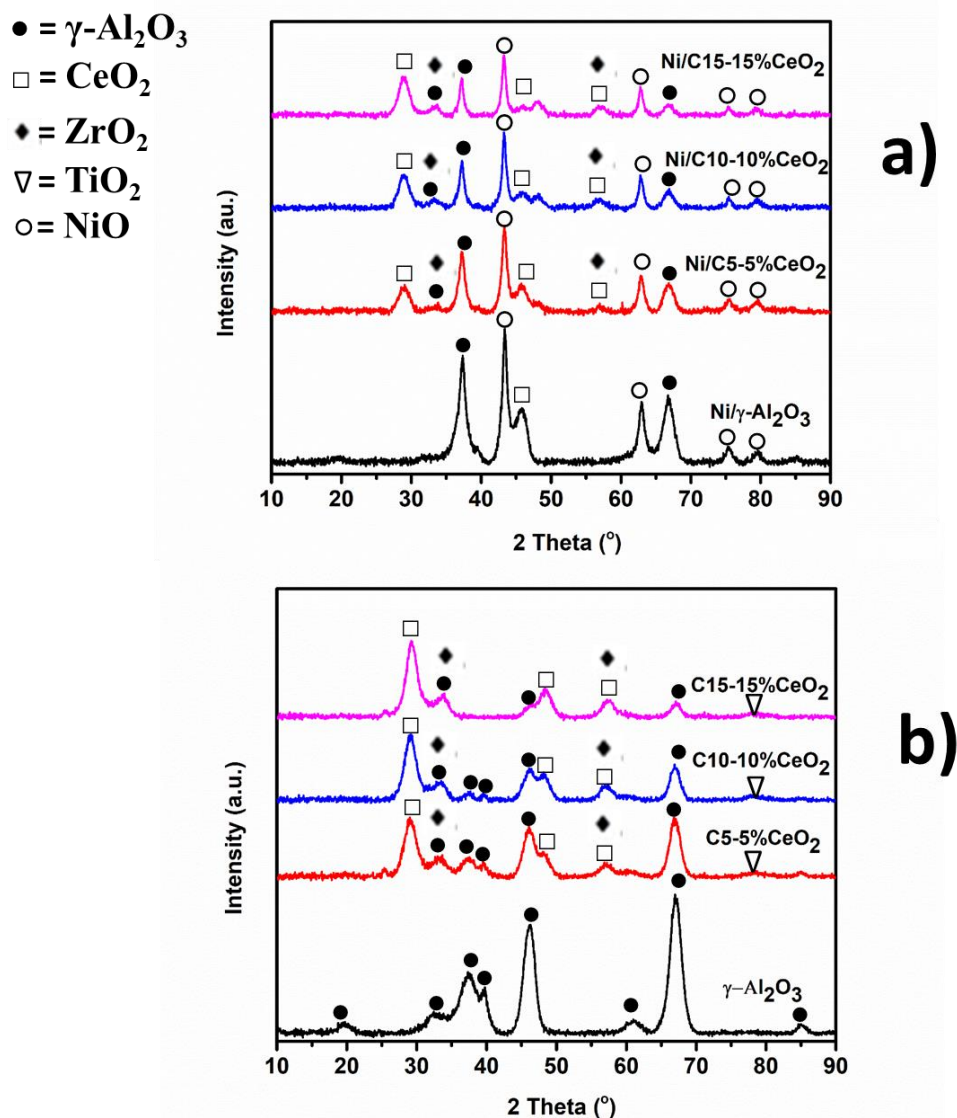 ● = γ-Al₂O₃
□ = CeO₂
◆ = ZrO₂
▽ = TiO₂
○ = NiO
a)
Intensity (au.)
Ni/C15-15%CeO₂
Ni/C10-10%CeO₂
Ni/C5-5%CeO₂
Ni/γ-Al₂O₃
10 20 30 40 50 60 70 80 90
2 Theta (°)
b)
Intensity (a.u.)
C15-15%CeO₂
C10-10%CeO₂
C5-5%CeO₂
γ-Al₂O₃
10 20 30 40 50 60 70 80 90
2 Theta (°)